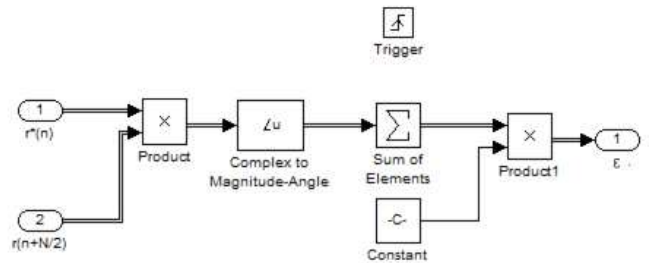 Trigger
1
r*(n)
×
Product
∠u
Complex to
Magnitude-Angle
Σ
Sum of
Elements
×
Product1
1
ε
2
r(n+N/2)
-C-
Constant